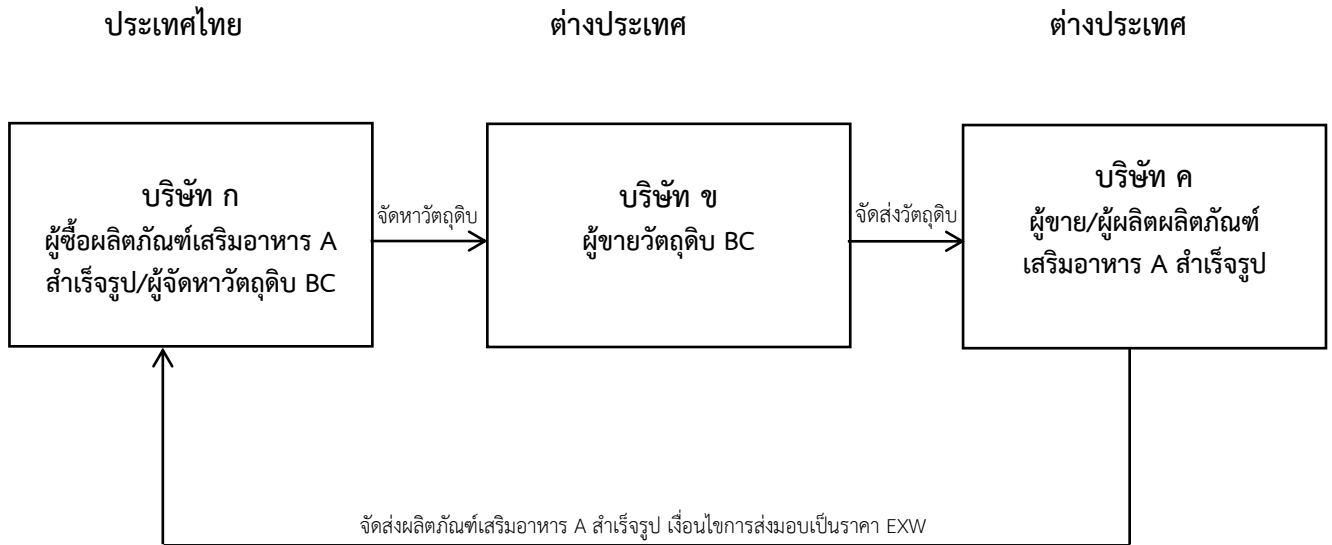 ประเทศไทย
ต่างประเทศ
ต่างประเทศ
บริษัท ก
ผู้ซื้อผลิตภัณฑ์เสริมอาหาร A
สำเร็จรูป/ผู้จัดหาวัตถุดิบ BC
จัดหาวัตถุดิบ
บริษัท ข
ผู้ขายวัตถุดิบ BC
จัดส่งวัตถุดิบ
บริษัท ค
ผู้ขาย/ผู้ผลิตผลิตภัณฑ์
เสริมอาหาร A สำเร็จรูป
จัดส่งผลิตภัณฑ์เสริมอาหาร A สำเร็จรูป เงื่อนไขการส่งมอบเป็นราคา EXW